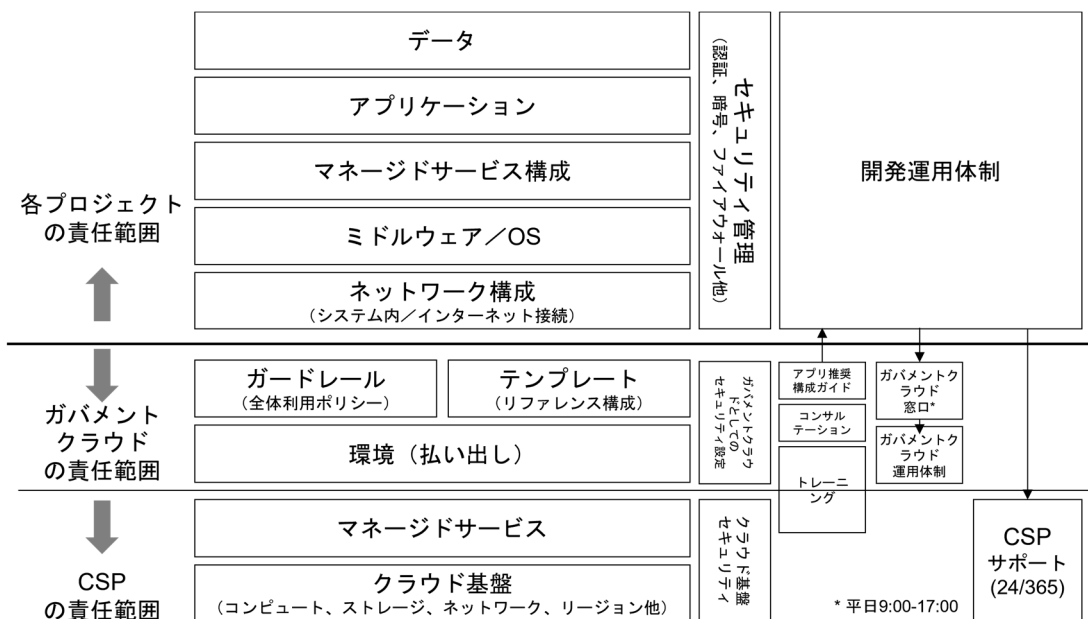 データ
アプリケーション
マネージドサービス構成
ミドルウェア／OS
ネットワーク構成
（システム内／インターネット接続）
セキュリティ管理
（認証、暗号、ファイアウォール他）
開発運用体制
各プロジェクト
の責任範囲
ガバメント
クラウド
の責任範囲
ガードレール
（全体利用ポリシー）
テンプレート
（リファレンス構成）
環境（払い出し）
ガバメントクラウ
ドとしての
セキュリティ設定
アプリ推奨
構成ガイド
コンサル
テーション
トレーニ
ング
ガバメントク
ラウド
窓口*
ガバメントク
ラウド
運用体制
CSP
の責任範囲
マネージドサービス
クラウド基盤
（コンピュート、ストレージ、ネットワーク、リージョン他）
クラウド基盤
セキュリティ
CSP
サポート
(24/365)
* 平日9:00-17:00